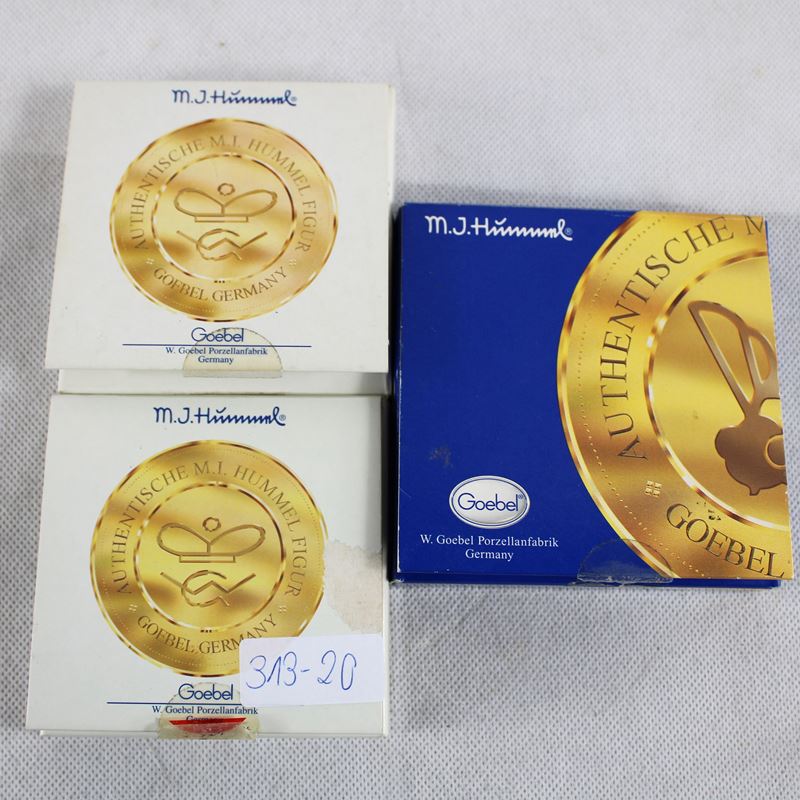 M.J.Hummel®
AUTHENTISCHE M.I. HUMMEL FIGUR
GOEBEL GERMANY
Goebel
W. Goebel Porzellanfabrik
Germany
M.J.Hummel®
AUTHENTISCHE M.I. HUMMEL FIGUR
GOEBEL GERMANY
313-20
Goebel
W. Goebel Porzellanfabrik
Germany
M.J.Hummel®
AUTHENTISCHE M
GOEBEL
Goebel®
W. Goebel Porzellanfabrik
Germany